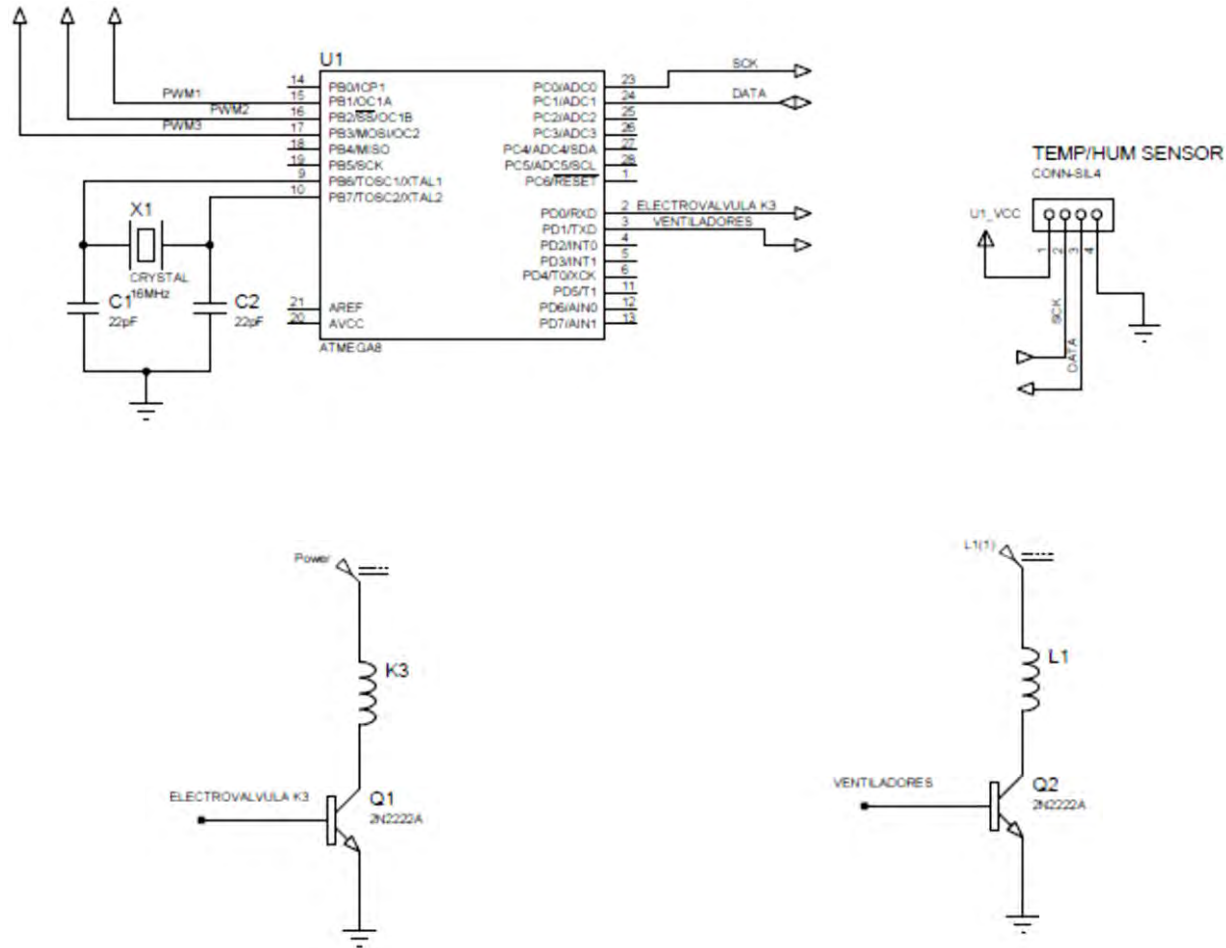 U1
14 PB0/ICP1
PWM1 15 PB1/OC1A
PWM2 16 PB2/SS/OC1B
PWM3 17 PB3/MOSI/OC2
18 PB4/MISO
19 PB5/SCK
9 PB6/TOSC1/XTAL1
10 PB7/TOSC2/XTAL2
21 AREF
20 AVCC
ATMEGA8
PC0/ADC0 23 SCK
PC1/ADC1 24 DATA
PC2/ADC2 25
PC3/ADC3 26
PC4/ADC4/SDA 27
PC5/ADC5/SCL 28
PC6/RESET 1
PD0/RXD 2 ELECTROVALVULA K3
PD1/TXD 3 VENTILADORES
PD2/INT0 4
PD3/INT1 5
PD4/T0/XCK 6
PD5/T1 11
PD6/AIN0 12
PD7/AIN1 13
X1
CRYSTAL
16MHz
C1
22pF
C2
22pF
TEMP/HUM SENSOR
CONN-SIL4
U1_VCC
1 2 3 4
SCK
DATA
Power
K3
ELECTROVALVULA K3
Q1
2N2222A
L1(1)
L1
VENTILADORES
Q2
2N2222A